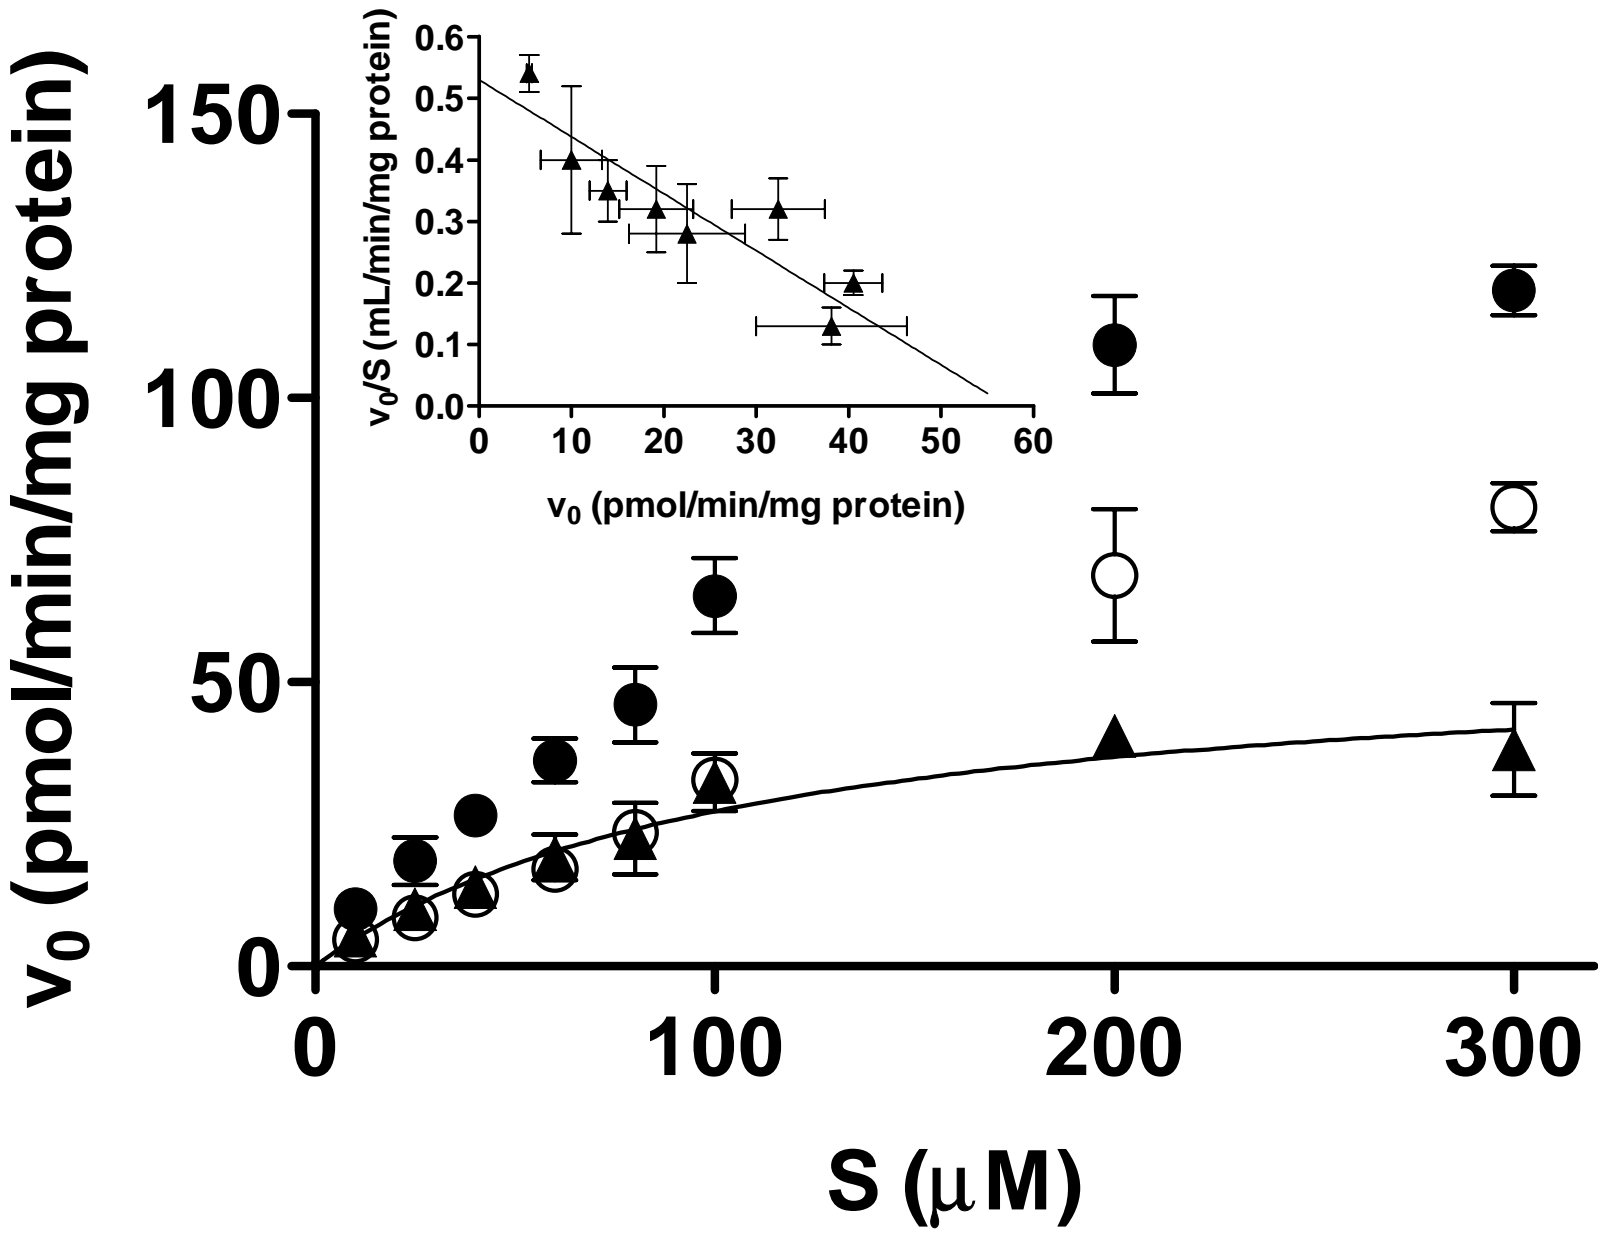 v0/S (mL/min/mg protein)
0.6
0.5
0.4
0.3
0.2
0.1
0.0
0 10 20 30 40 50 60
v0 (pmol/min/mg protein)
v0 (pmol/min/mg protein)
150
100
50
0
0 100 200 300
S (μM)